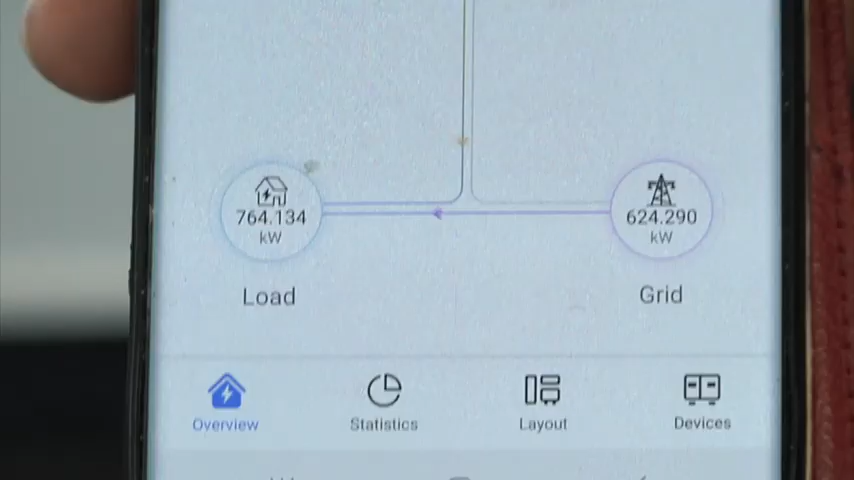 764.134
kW
624.290
kW
Load
Grid
Overview
Statistics
Layout
Devices